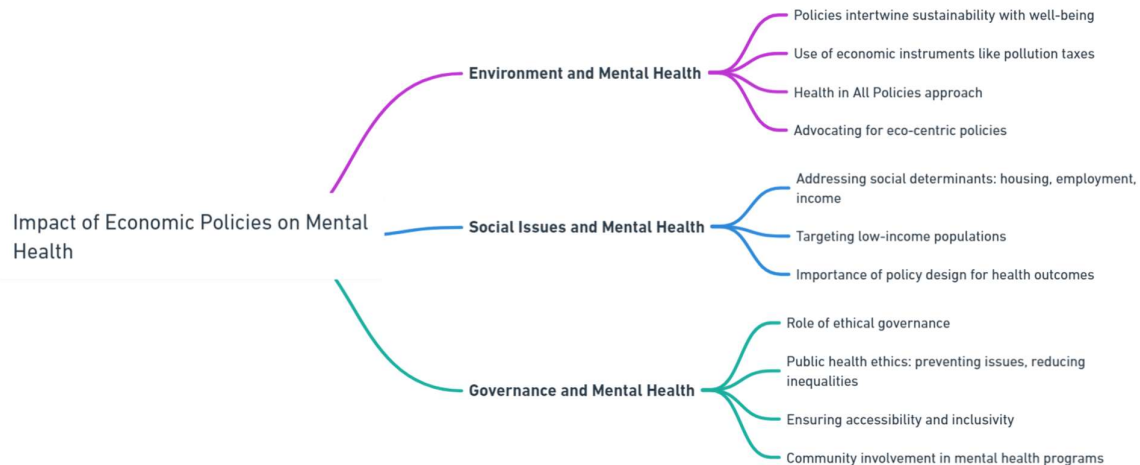 Impact of Economic Policies on Mental
Health
Environment and Mental Health
Policies intertwine sustainability with well-being
Use of economic instruments like pollution taxes
Health in All Policies approach
Advocating for eco-centric policies
Social Issues and Mental Health
Addressing social determinants: housing, employment,
income
Targeting low-income populations
Importance of policy design for health outcomes
Governance and Mental Health
Role of ethical governance
Public health ethics: preventing issues, reducing
inequalities
Ensuring accessibility and inclusivity
Community involvement in mental health programs